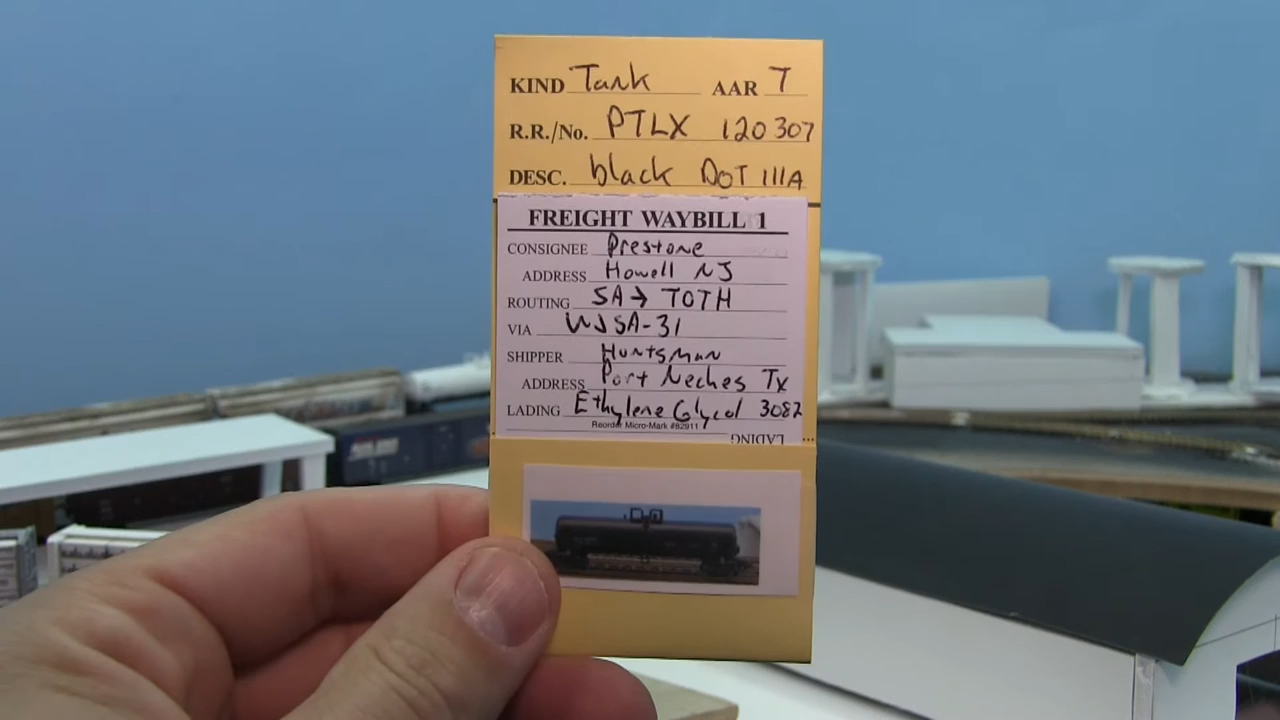 KIND Tank AAR T
R.R./No. PTLX 120307
DESC. black DOT 111A
FREIGHT WAYBILL 1
CONSIGNEE Prestone
ADDRESS Howell NJ
ROUTING SA→ TOTH
VIA WJSA-31
SHIPPER Huntsman
ADDRESS Port Neches Tx
LADING Ethylene Glycol 3082
Reorder Micro-Mark #82911
LADING